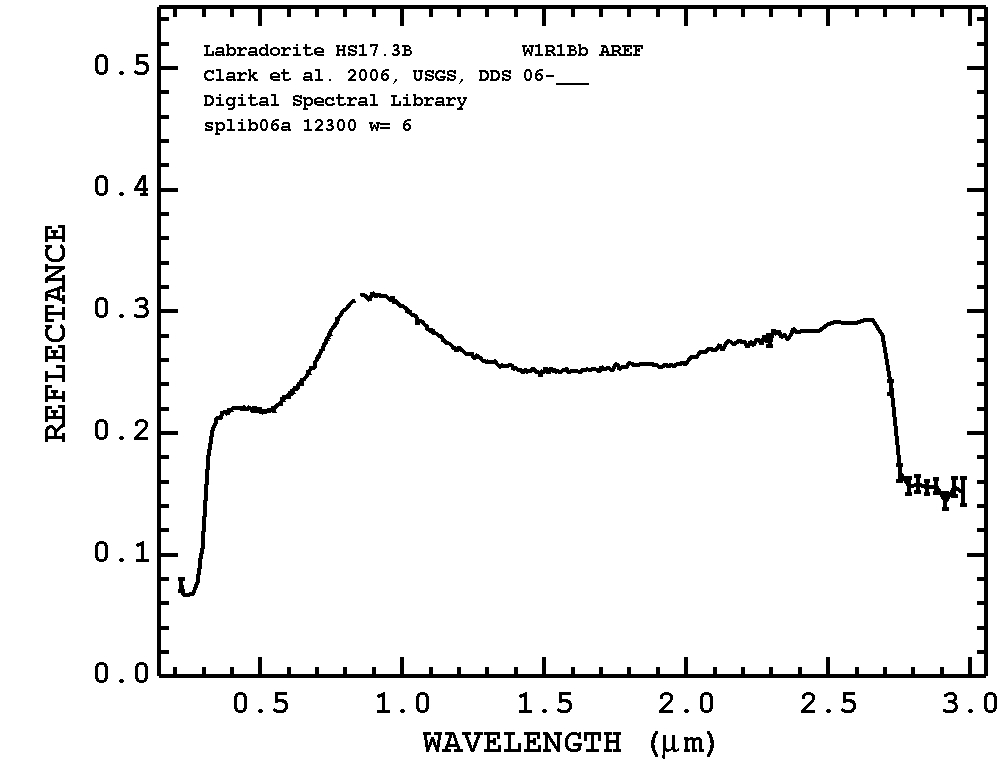 Labradorite HS17.3B W1R1Bb AREF
Clark et al. 2006, USGS, DDS 06-___
Digital Spectral Library
splib06a 12300 w= 6
0.5
0.4
0.3
0.2
0.1
0.0
REFLECTANCE
0.5 1.0 1.5 2.0 2.5 3.0
WAVELENGTH (μm)